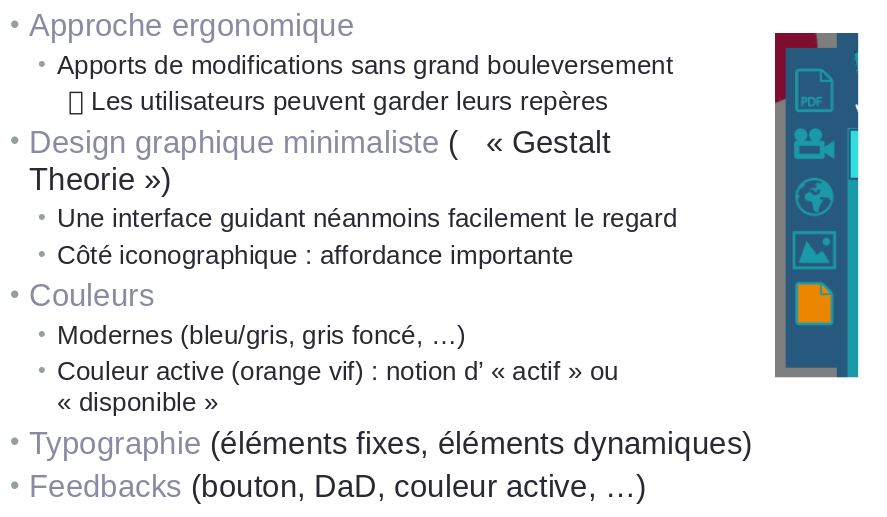 • Approche ergonomique
• Apports de modifications sans grand bouleversement
Les utilisateurs peuvent garder leurs repères
• Design graphique minimaliste ( « Gestalt
Theorie »)
• Une interface guidant néanmoins facilement le regard
• Côté iconographique : affordance importante
• Couleurs
• Modernes (bleu/gris, gris foncé, …)
• Couleur active (orange vif) : notion d’ « actif » ou
« disponible »
• Typographie (éléments fixes, éléments dynamiques)
• Feedbacks (bouton, DaD, couleur active, …)
PDF